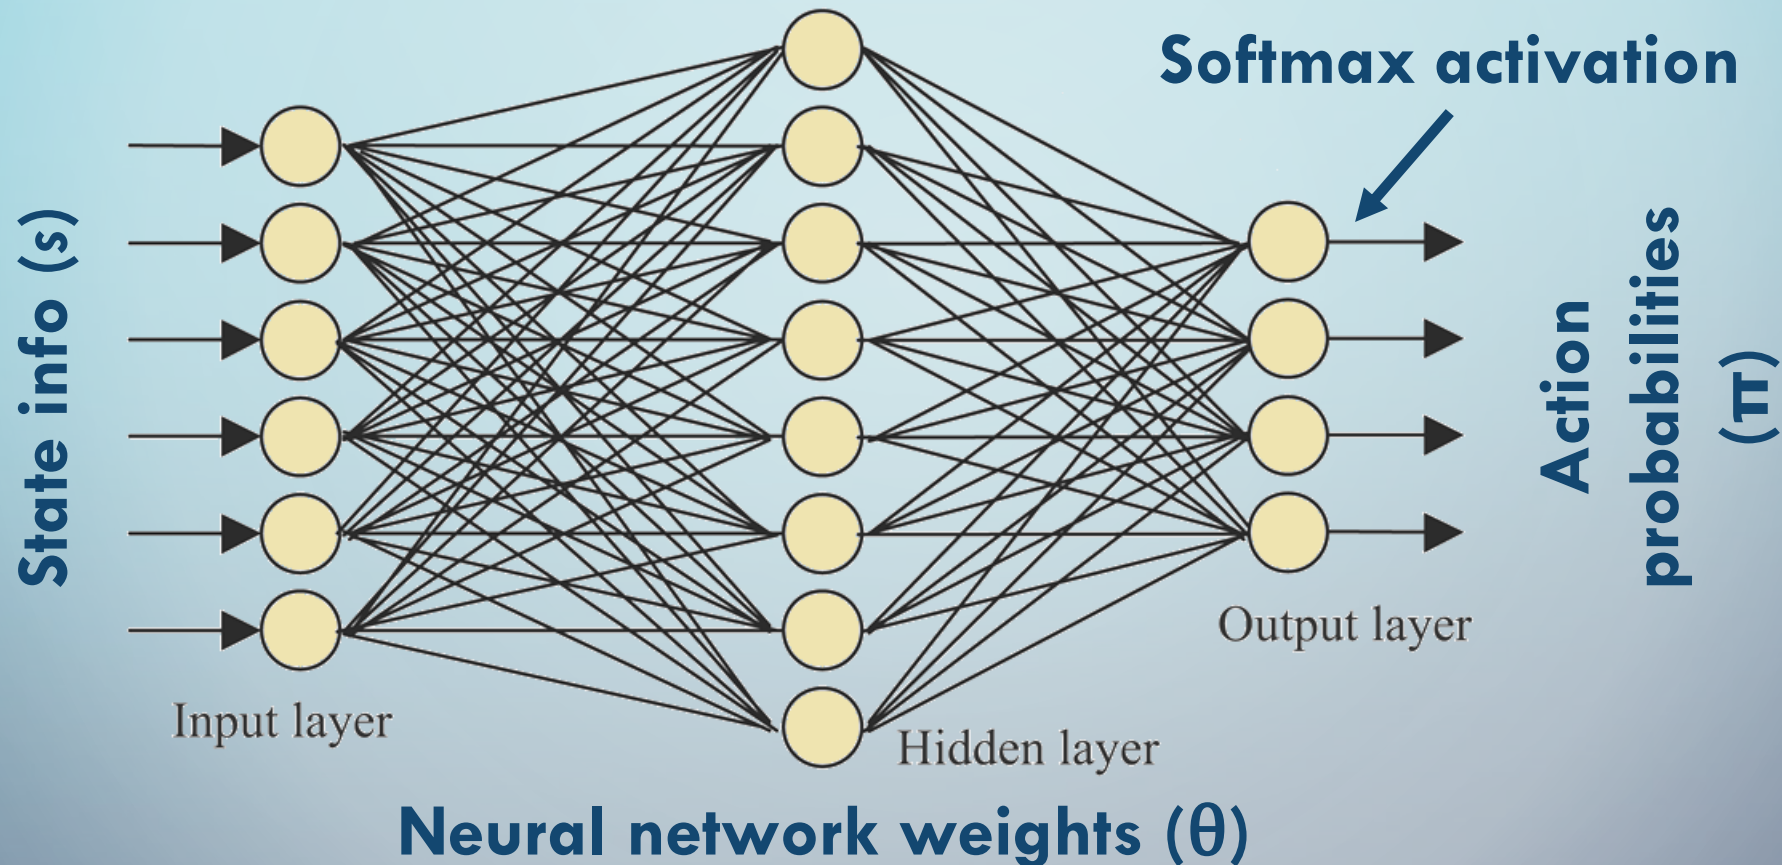 Softmax activation
State info (s)
Action
probabilities
(π)
Output layer
Input layer
Hidden layer
Neural network weights (θ)